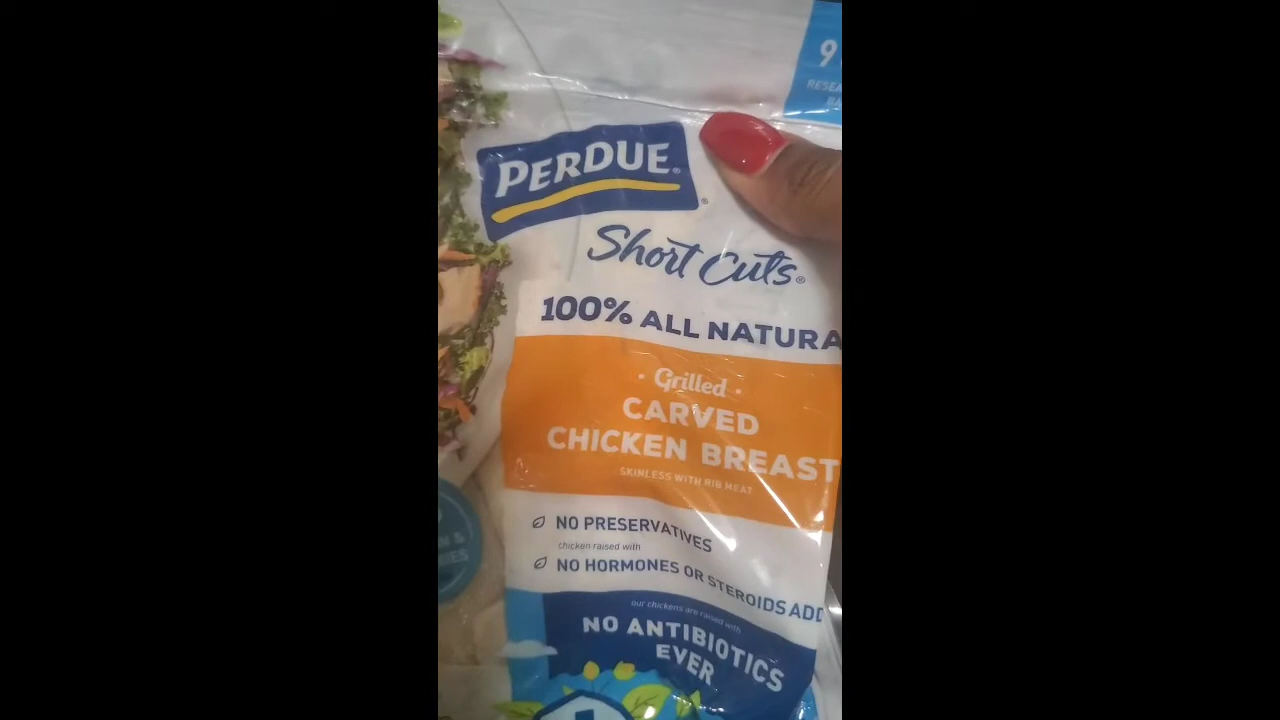 9
PERDUE®
Short Cuts®
100% ALL NATURA
· Grilled ·
CARVED
CHICKEN BREAST
SKINLESS WITH RIB MEAT
NO PRESERVATIVES
chicken raised with
NO HORMONES OR STEROIDS ADD
our chickens are raised with
NO ANTIBIOTICS
EVER